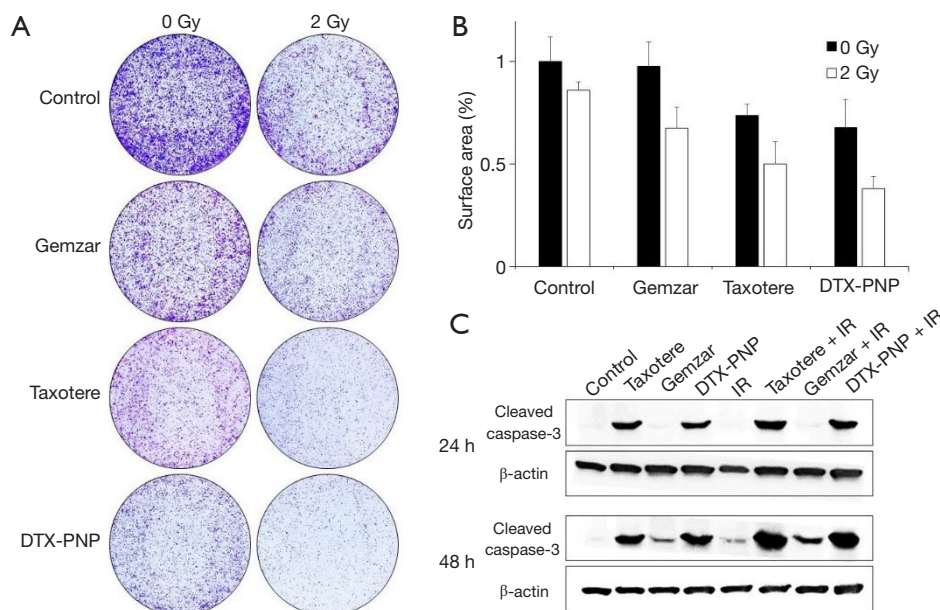 A
0 Gy 2 Gy
Control
Gemzar
Taxotere
DTX-PNP
B
Surface area (%)
1
0.5
0
0 Gy
2 Gy
Control Gemzar Taxotere DTX-PNP
C
Control Taxotere Gemzar DTX-PNP IR Taxotere + IR Gemzar + IR DTX-PNP + IR
24 h
Cleaved
caspase-3
β-actin
48 h
Cleaved
caspase-3
β-actin